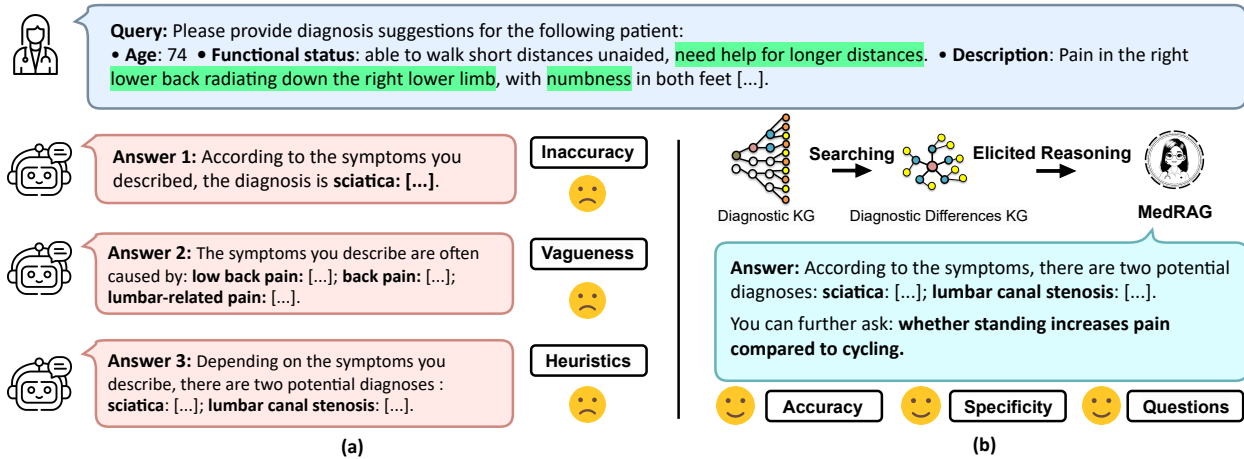 Query: Please provide diagnosis suggestions for the following patient:
• Age: 74 • Functional status: able to walk short distances unaided, need help for longer distances. • Description: Pain in the right
lower back radiating down the right lower limb, with numbness in both feet [...].
Answer 1: According to the symptoms you
described, the diagnosis is sciatica: [...].
Inaccuracy
Answer 2: The symptoms you describe are often
caused by: low back pain: [...]; back pain: [...];
lumbar-related pain: [...].
Vagueness
Answer 3: Depending on the symptoms you
describe, there are two potential diagnoses :
sciatica: [...]; lumbar canal stenosis: [...].
Heuristics
(a)
Searching
Elicited Reasoning
Diagnostic KG
Diagnostic Differences KG
MedRAG
Answer: According to the symptoms, there are two potential
diagnoses: sciatica: [...]; lumbar canal stenosis: [...].
You can further ask: whether standing increases pain
compared to cycling.
Accuracy
Specificity
Questions
(b)